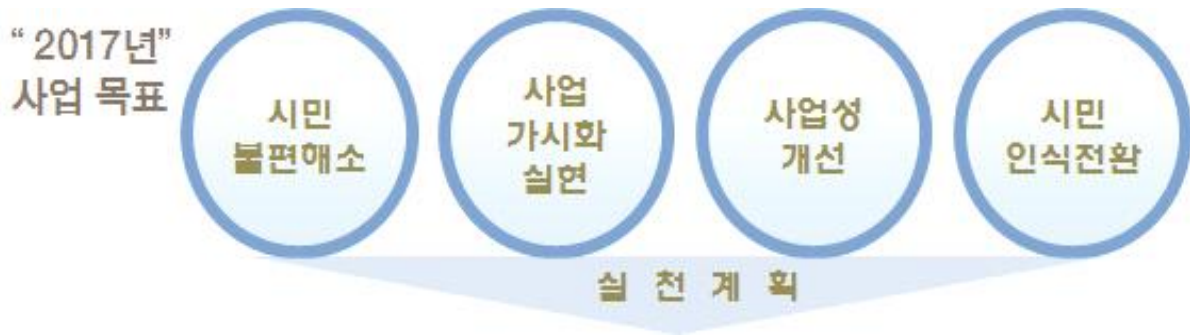 “ 2017년”
사업 목표
시민
불편해소
사업
가시화
실현
사업성
개선
시민
인식전환
실 천 계 획